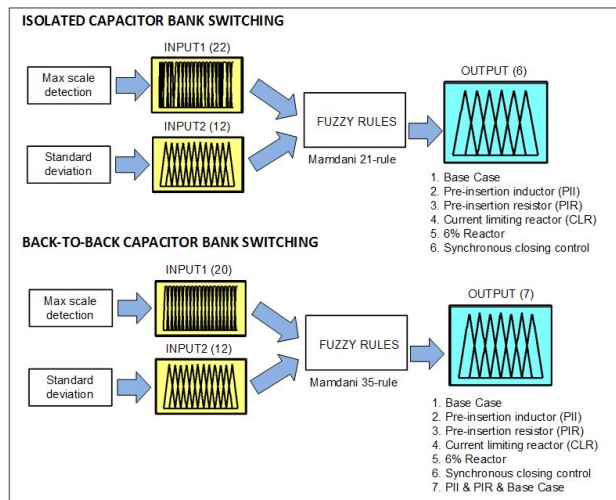 ISOLATED CAPACITOR BANK SWITCHING
INPUT1 (22)
Max scale
detection
INPUT2 (12)
Standard
deviation
FUZZY RULES
Mamdani 21-rule
OUTPUT (6)
1. Base Case
2. Pre-insertion inductor (PII)
3. Pre-insertion resistor (PIR)
4. Current limiting reactor (CLR)
5. 6% Reactor
6. Synchronous closing control
BACK-TO-BACK CAPACITOR BANK SWITCHING
INPUT1 (20)
Max scale
detection
INPUT2 (12)
Standard
deviation
FUZZY RULES
Mamdani 35-rule
OUTPUT (7)
1. Base Case
2. Pre-insertion inductor (PII)
3. Pre-insertion resistor (PIR)
4. Current limiting reactor (CLR)
5. 6% Reactor
6. Synchronous closing control
7. PII & PIR & Base Case